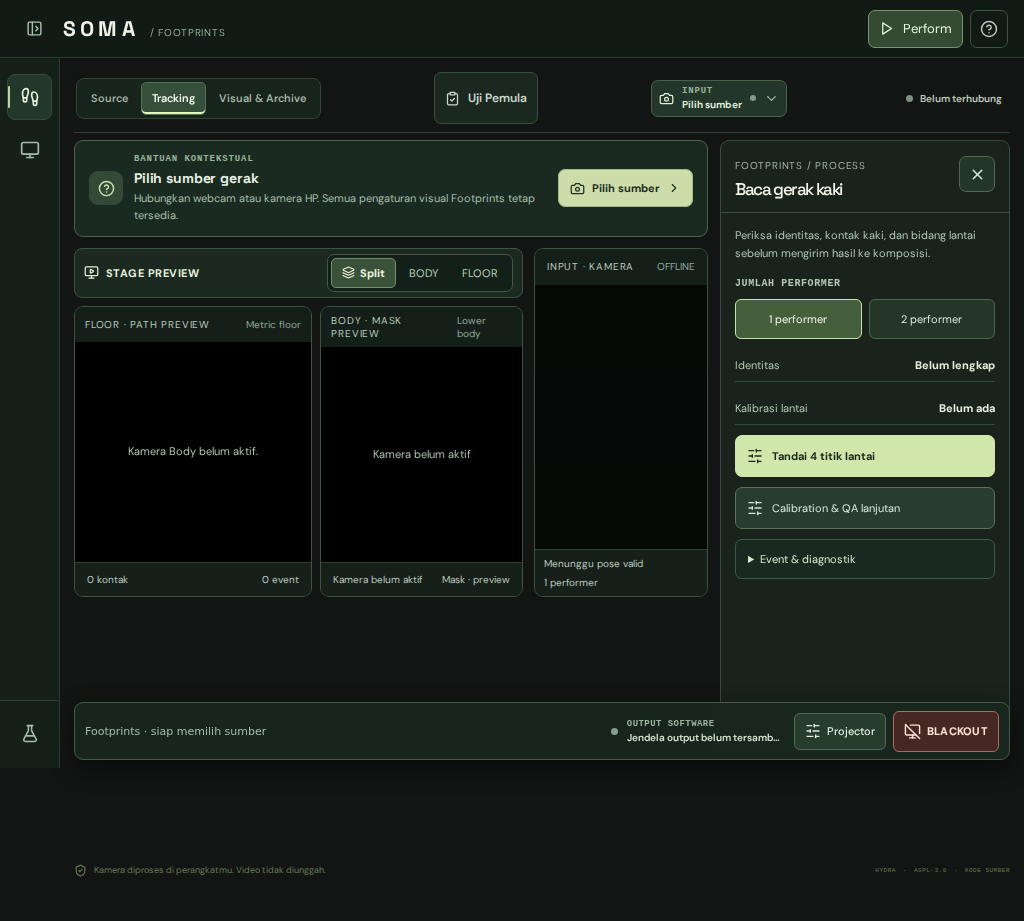 SOMA / FOOTPRINTS
Perform
Source
Tracking
Visual & Archive
Uji Pemula
INPUT
Pilih sumber
Belum terhubung
BANTUAN KONTEKSTUAL
Pilih sumber gerak
Hubungkan webcam atau kamera HP. Semua pengaturan visual Footprints tetap
tersedia.
Pilih sumber
STAGE PREVIEW
Split
BODY
FLOOR
FLOOR · PATH PREVIEW
Metric floor
Kamera Body belum aktif.
0 kontak
0 event
BODY · MASK
PREVIEW
Lower
body
Kamera belum aktif
Kamera belum aktif
Mask · preview
INPUT · KAMERA
OFFLINE
Menunggu pose valid
1 performer
FOOTPRINTS / PROCESS
Baca gerak kaki
Periksa identitas, kontak kaki, dan bidang lantai
sebelum mengirim hasil ke komposisi.
JUMLAH PERFORMER
1 performer
2 performer
Identitas
Belum lengkap
Kalibrasi lantai
Belum ada
Tandai 4 titik lantai
Calibration & QA lanjutan
Event & diagnostik
Footprints · siap memilih sumber
OUTPUT SOFTWARE
Jendela output belum tersamb...
Projector
BLACKOUT
Kamera diproses di perangkatmu. Video tidak diunggah.
HYDRA · AGPL-3.0 · KODE SUMBER